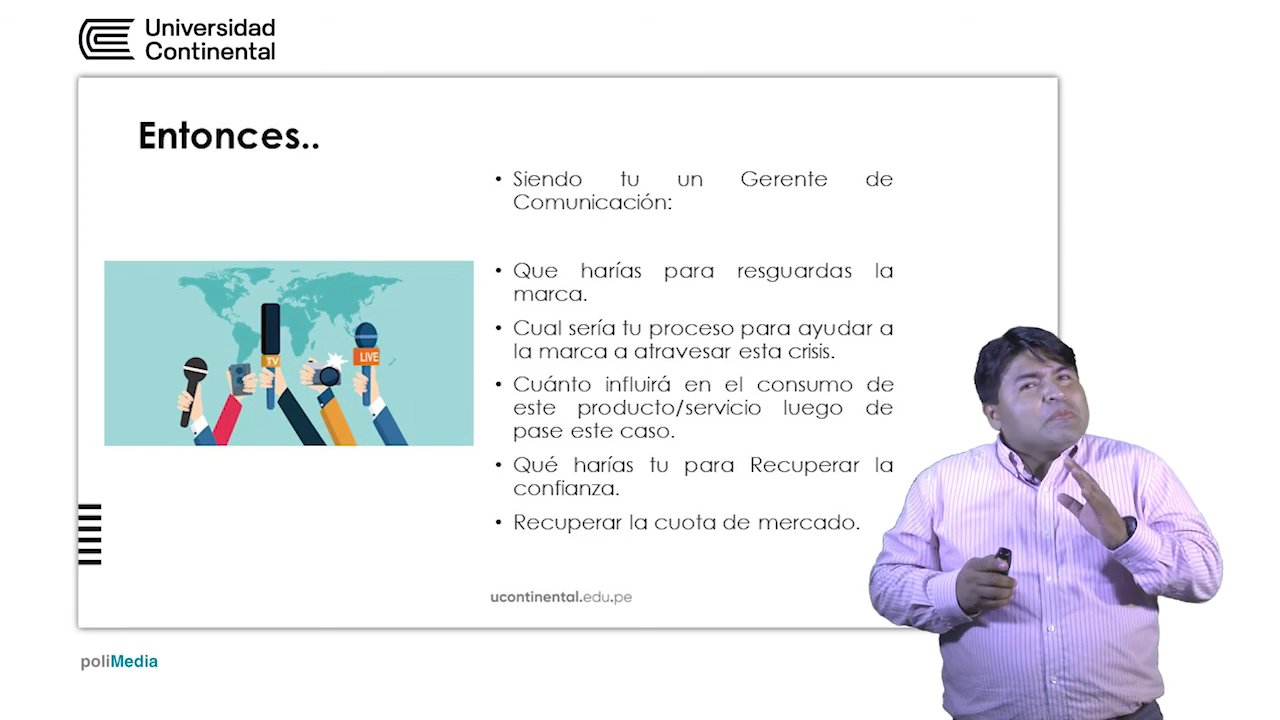 Universidad
Continental
Entonces..
• Siendo tu un Gerente de
Comunicación:
• Que harías para resguardas la
marca.
• Cual sería tu proceso para ayudar a
la marca a atravesar esta crisis.
• Cuánto influirá en el consumo de
este producto/servicio luego de
pase este caso.
• Qué harías tu para Recuperar la
confianza.
• Recuperar la cuota de mercado.
TV
LIVE
ucontinental.edu.pe
poliMedia